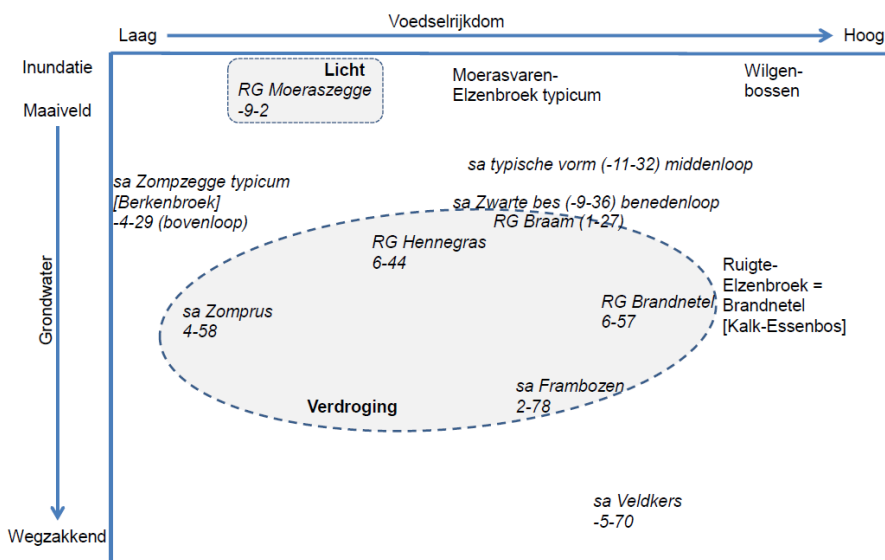 Voedselrijkdom
Laag
Hoog
Inundatie
Maaiveld
Grondwater
Wegzakkend
Licht
RG Moeraszegge
-9-2
Moerasvaren-
Elzenbroek typicum
Wilgen-
bossen
sa Zompzegge typicum
[Berkenbroek]
-4-29 (bovenloop)
sa typische vorm (-11-32) middenloop
sa Zwarte bes (-9-36) benedenloop
RG Braam (1-27)
RG Hennegras
6-44
sa Zomprus
4-58
RG Brandnetel
6-57
Ruigte-
Elzenbroek =
Brandnetel
[Kalk-Essenbos]
sa Frambozen
2-78
Verdroging
sa Veldkers
-5-70